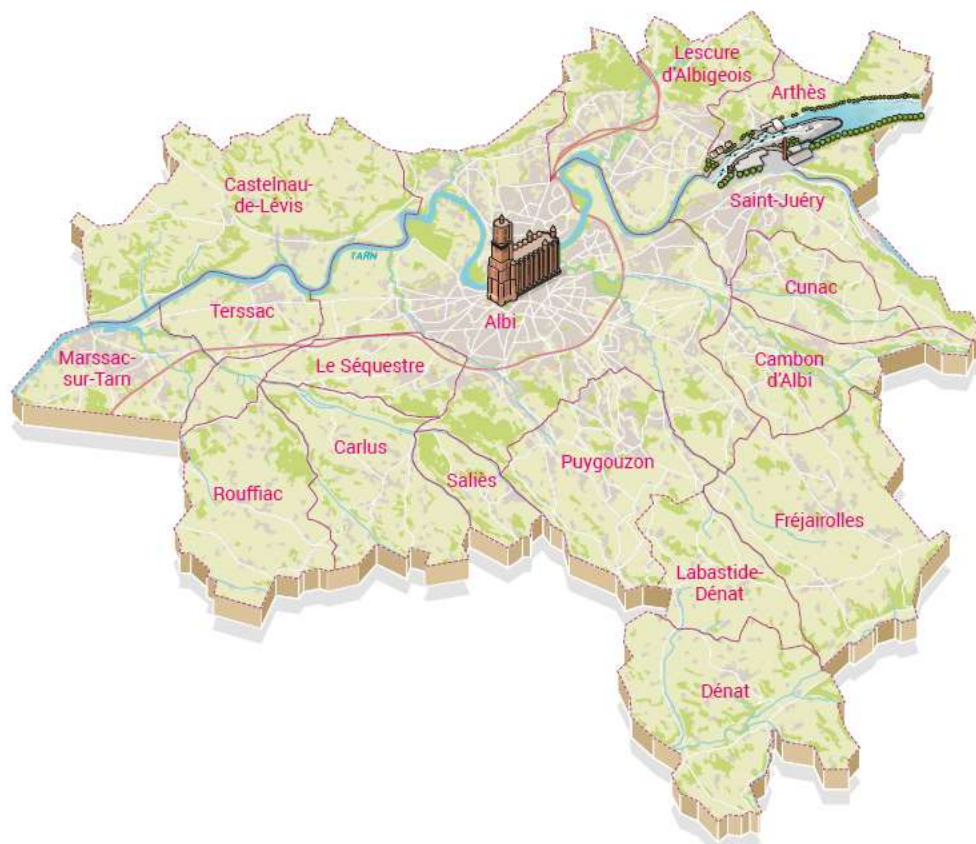 Lescure
d'Albigeois
Arthès
Castelnau-
de-Lévis
Saint-Juéry
TARN
Cunac
Terssac
Albi
Marssac-
sur-Tarn
Le Séquestre
Cambon
d'Albi
Carlus
Puygouzon
Saliès
Rouffiac
Fréjairolles
Labastide-
Dénat
Dénat